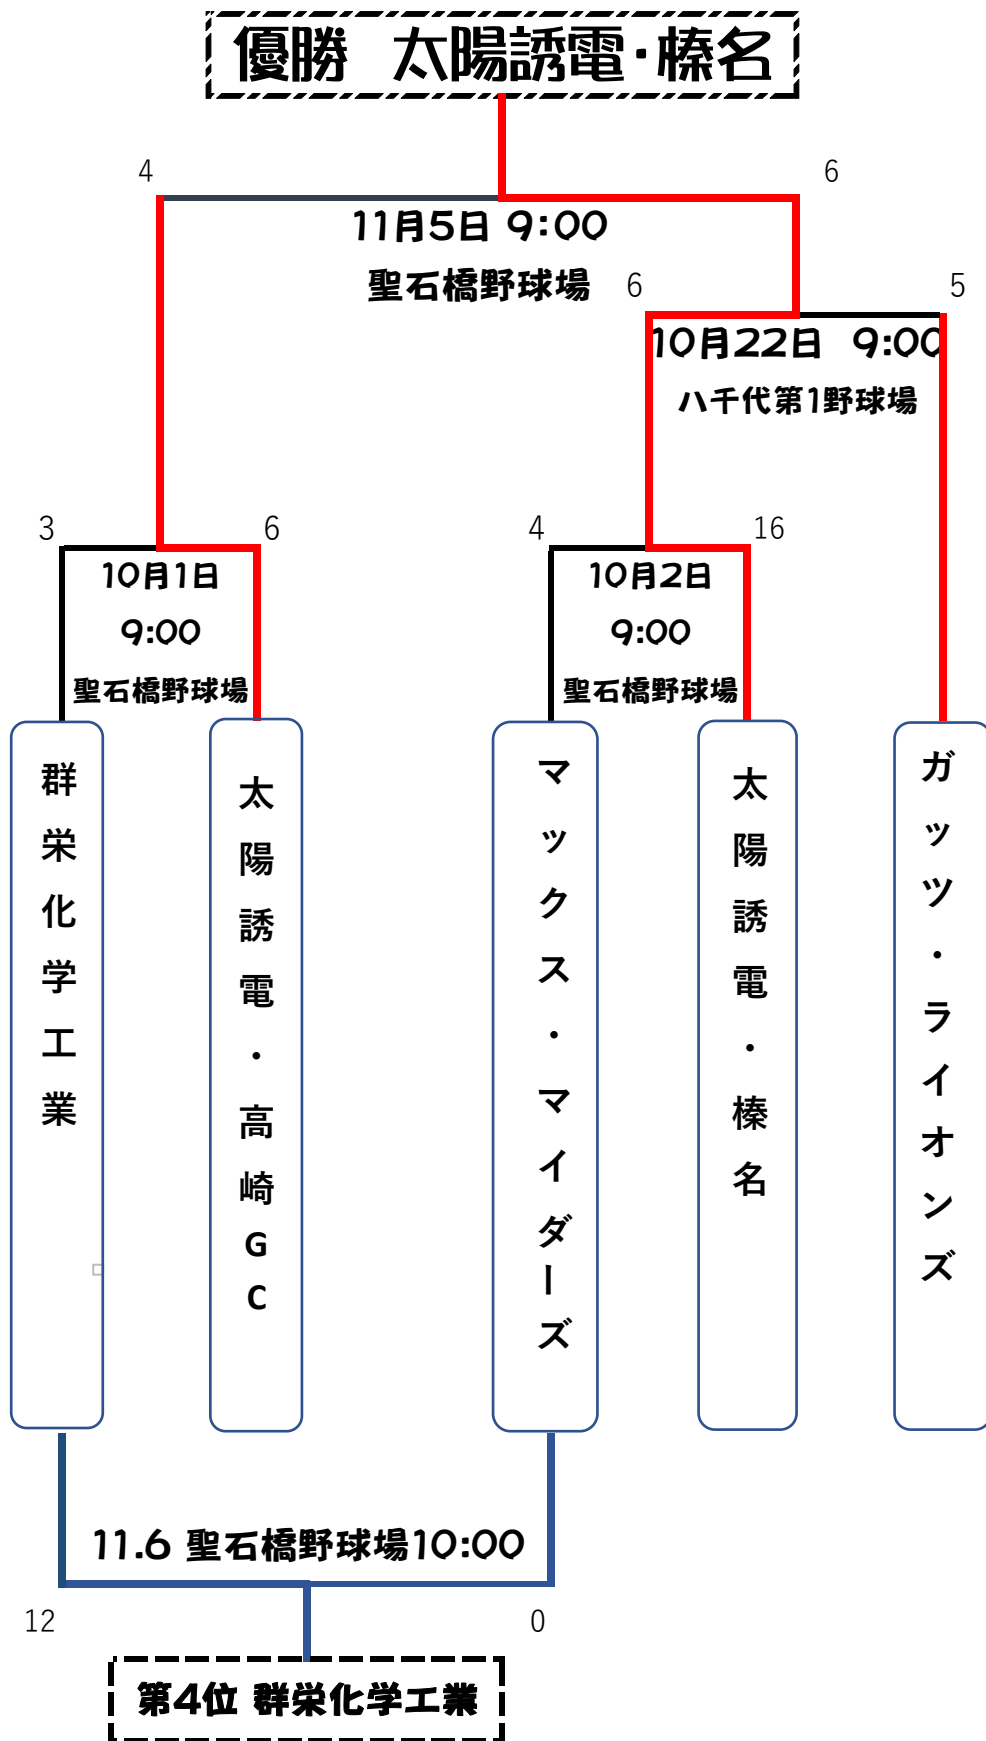 優勝　太陽誘電・榛名
4
6
11月5日 9:00
聖石橋野球場
6
5
10月22日　9:00
八千代第1野球場
3
6
4
16
10月1日
9:00
聖石橋野球場
10月2日
9:00
聖石橋野球場
群栄化学工業
太陽誘電・高崎GC
マックス・マイダーズ
太陽誘電・榛名
ガッツ・ライオンズ
11.6 聖石橋野球場10:00
12
0
第4位 群栄化学工業